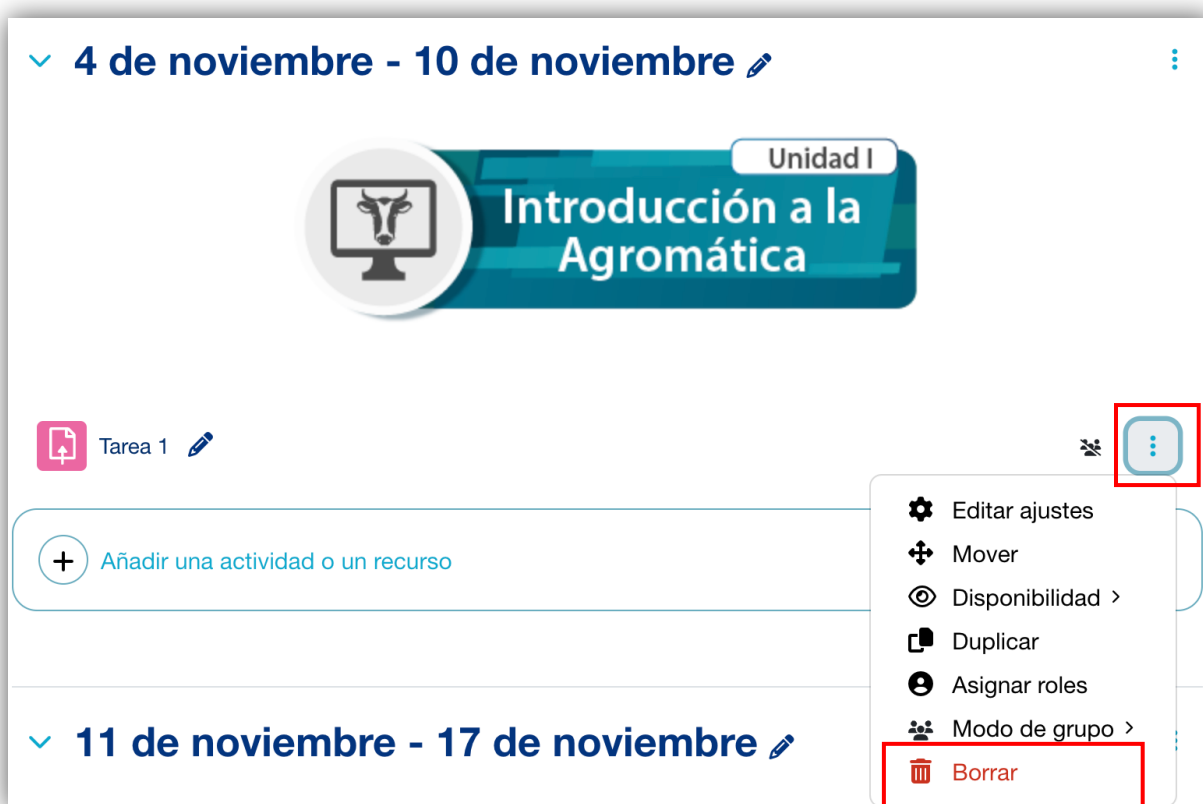 4 de noviembre - 10 de noviembre
Unidad I
Introducción a la
Agromática
Tarea 1
Editar ajustes
Añadir una actividad o un recurso
Mover
Disponibilidad
Duplicar
Asignar roles
Modo de grupo
11 de noviembre - 17 de noviembre
Borrar